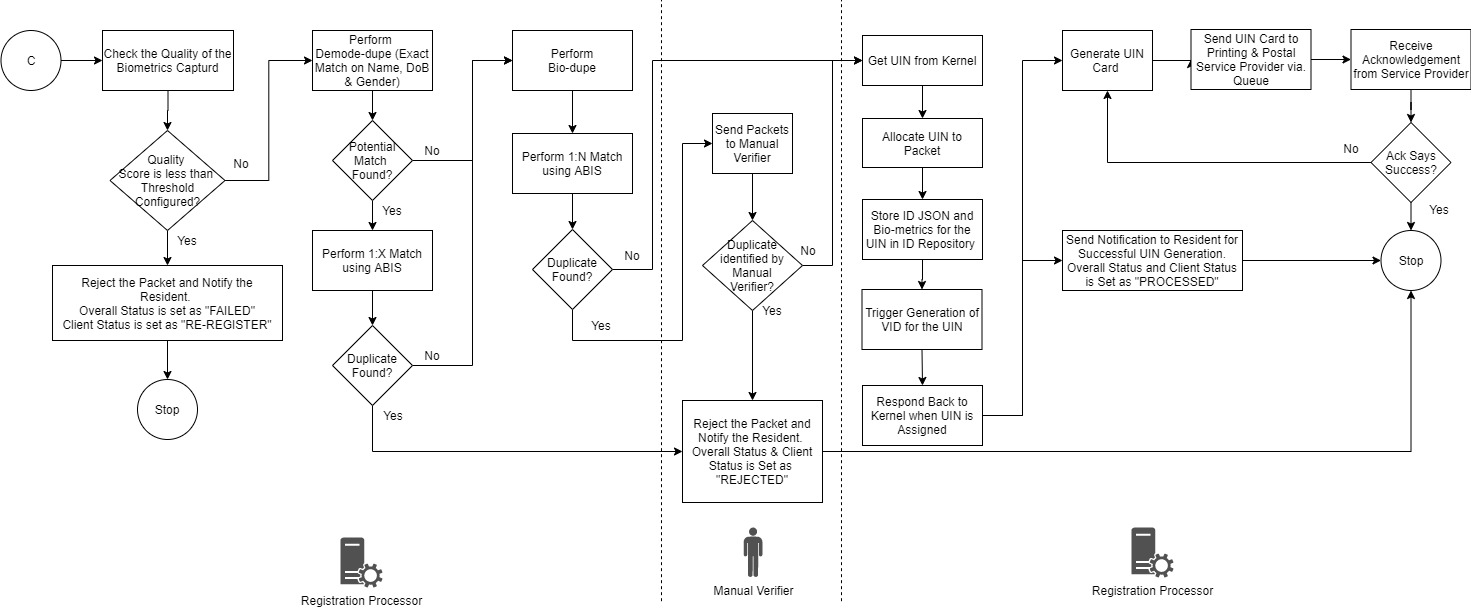 C
Check the Quality of the
Biometrics Capturd
Quality
Score is less than
Threshold
Configured?
No
Yes
Reject the Packet and Notify the
Resident.
Overall Status is set as "FAILED"
Client Status is set as "RE-REGISTER"
Stop
Perform
Demode-dupe (Exact
Match on Name, DoB
& Gender)
Potential
Match
Found?
No
Yes
Perform 1:X Match
using ABIS
Duplicate
Found?
No
Yes
Perform
Bio-dupe
Perform 1:N Match
using ABIS
Duplicate
Found?
No
Yes
Send Packets
to Manual
Verifier
Duplicate
identified by
Manual
Verifier?
No
Yes
Reject the Packet and
Notify the Resident.
Overall Status & Client
Status is Set as
"REJECTED"
Get UIN from Kernel
Allocate UIN to
Packet
Store ID JSON and
Bio-metrics for the
UIN in ID Repository
Trigger Generation of
VID for the UIN
Respond Back to
Kernel when UIN is
Assigned
Generate UIN
Card
Send UIN Card to
Printing & Postal
Service Provider via.
Queue
Receive
Acknowledgement
from Service Provider
Ack Says
Success?
No
Yes
Send Notification to Resident for
Successful UIN Generation.
Overall Status and Client Status
is Set as "PROCESSED"
Stop
Registration Processor
Manual Verifier
Registration Processor